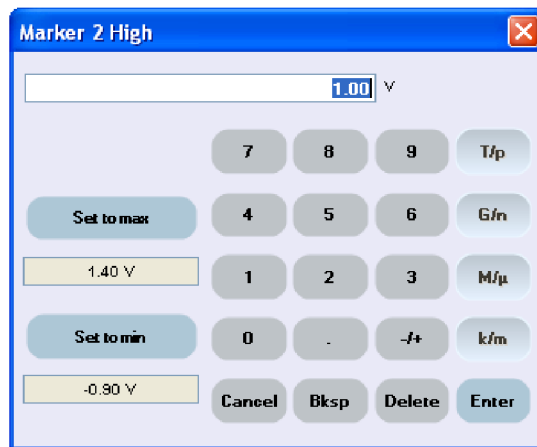 Marker 2 High
1.00 V
7 8 9 T/p
Set to max
4 5 6 G/n
1.40 V
1 2 3 M/µ
Set to min
0 . -/+ k/m
-0.90 V
Cancel Bksp Delete Enter